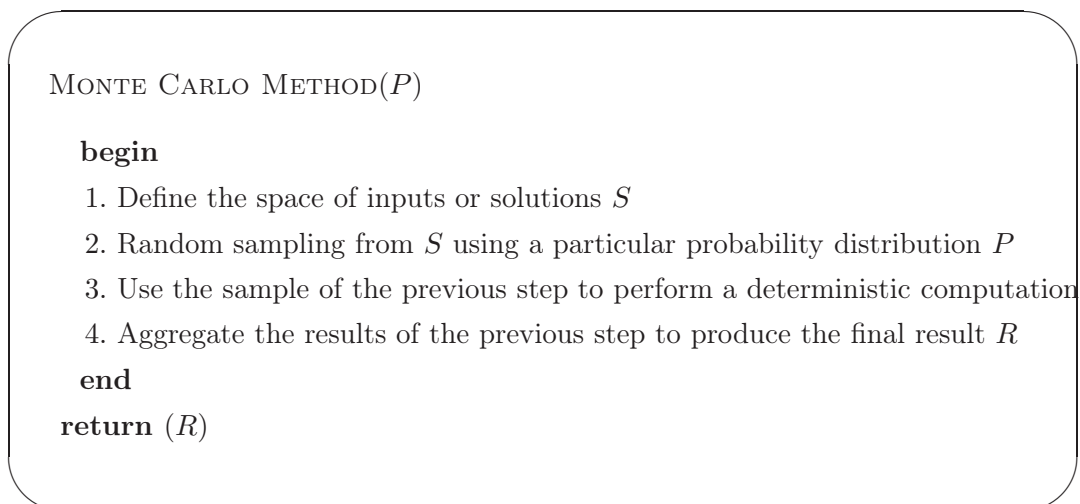 MONTE CARLO METHOD(P)
begin
1. Define the space of inputs or solutions S
2. Random sampling from S using a particular probability distribution P
3. Use the sample of the previous step to perform a deterministic computation
4. Aggregate the results of the previous step to produce the final result R
end
return (R)